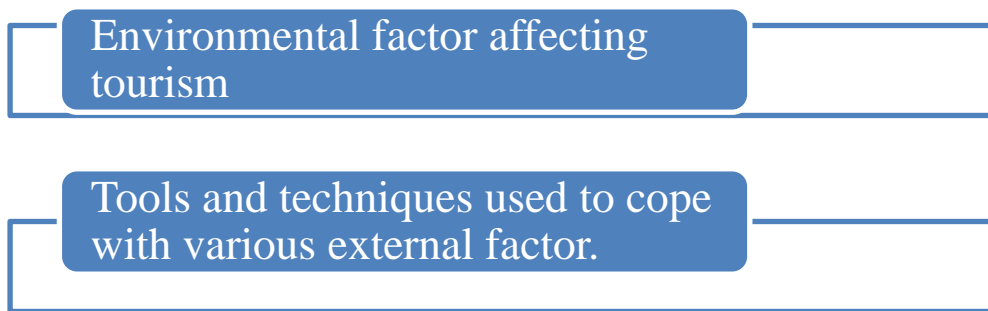 Environmental factor affecting
tourism
Tools and techniques used to cope
with various external factor.